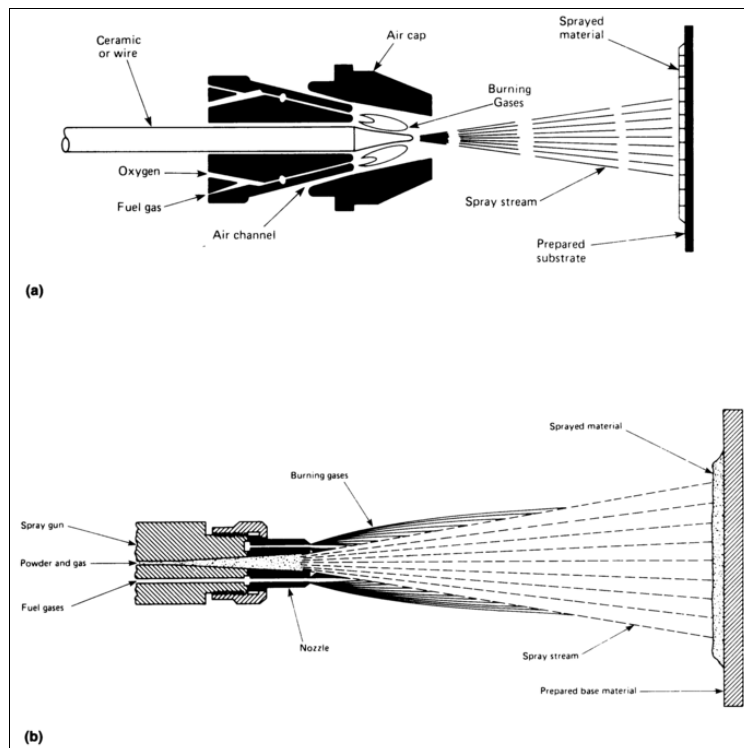 Ceramic
or wire
Air cap
Sprayed
material
Burning
Gases
Oxygen
Fuel gas
Air channel
Spray stream
Prepared
substrate
(a)
Sprayed material
Burning gases
Spray gun
Powder and gas
Fuel gases
Nozzle
Spray stream
Prepared base material
(b)